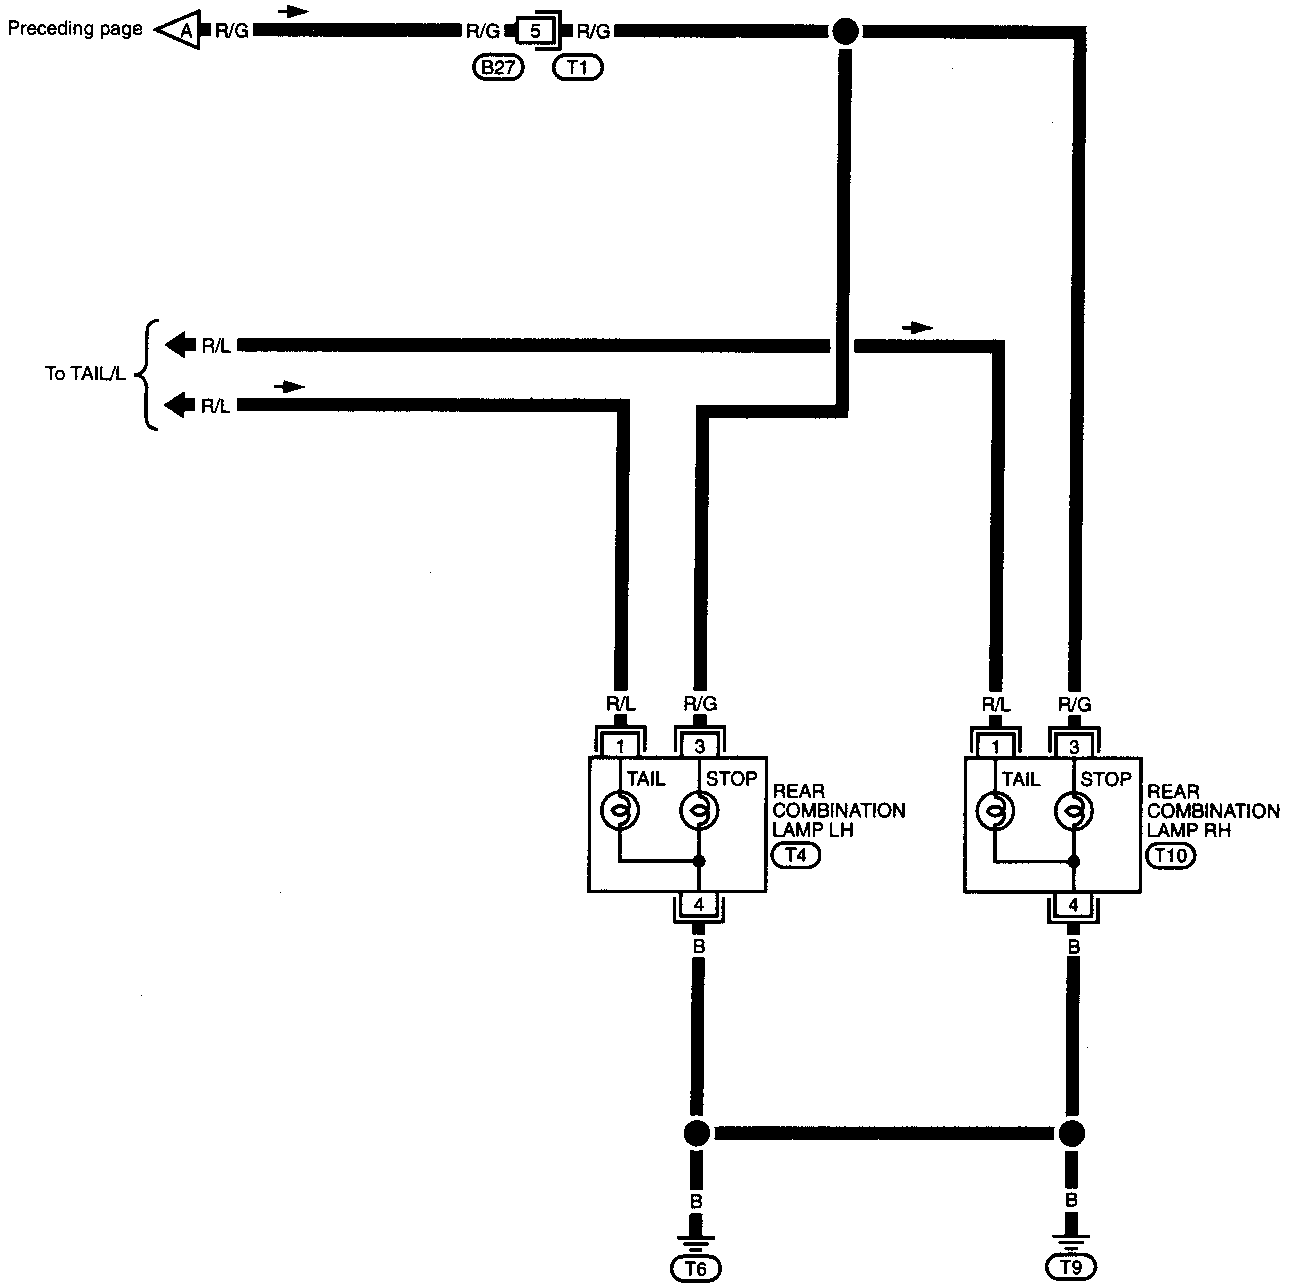 Preceding page A R/G R/G 5 R/G
B27 T1
R/L
To TAIL/L
R/L
R/L R/G R/L R/G
1 3 1 3
TAIL STOP TAIL STOP
REAR
COMBINATION
LAMP LH
T4
REAR
COMBINATION
LAMP RH
T10
4 4
B B
B B
T6 T9